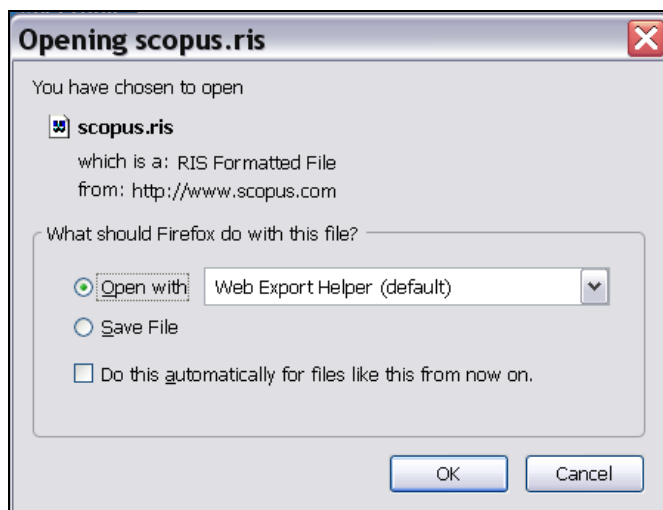 Opening scopus.ris
You have chosen to open
scopus.ris
which is a: RIS Formatted File
from: http://www.scopus.com
What should Firefox do with this file?
Open with Web Export Helper (default)
Save File
Do this automatically for files like this from now on.
OK Cancel